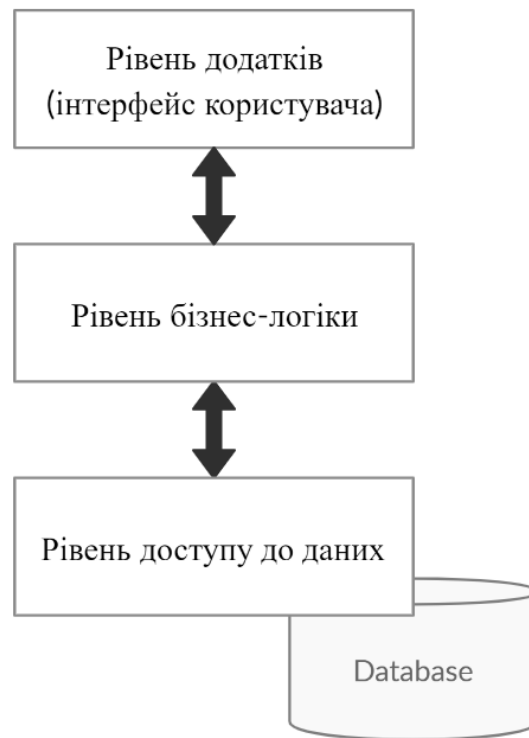 Рівень додатків
(інтерфейс користувача)
Рівень бізнес-логіки
Рівень доступу до даних
Database